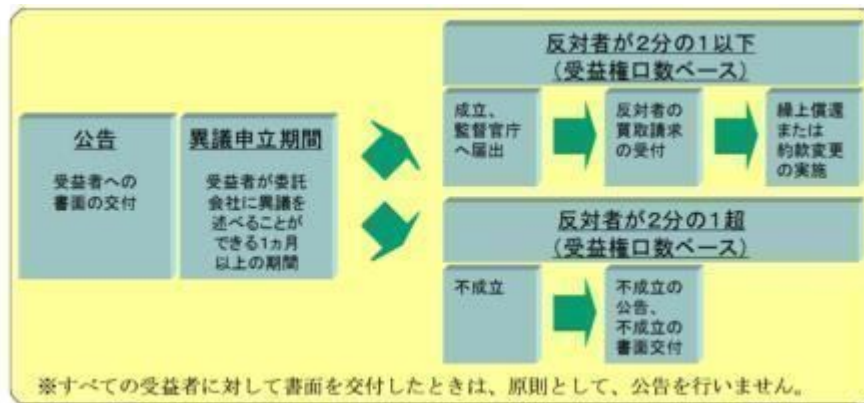 公告
受益者への
書面の交付
異議申立期間
受益者が委託
会社に異議を
述べることが
できる1ヵ月
以上の期間
反対者が2分の1以下
(受益権口数ベース)
成立、
監督官庁
へ届出
反対者の
買取請求
の受付
繰上償還
または
約款変更
の実施
反対者が2分の1超
(受益権口数ベース)
不成立
不成立の
公告、
不成立の
書面交付
※すべての受益者に対して書面を交付したときは、原則として、公告を行いません。